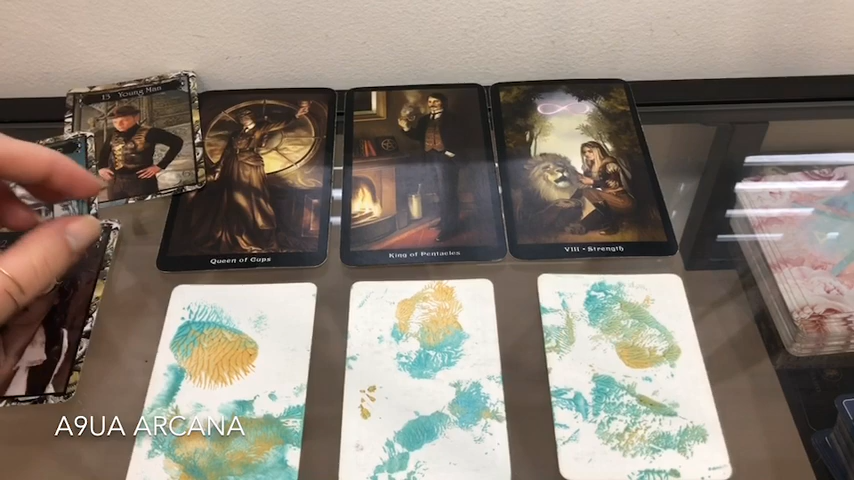 13 Young Man
Queen of Cups
King of Pentacles
VIII • Strength
A9UA ARCANA